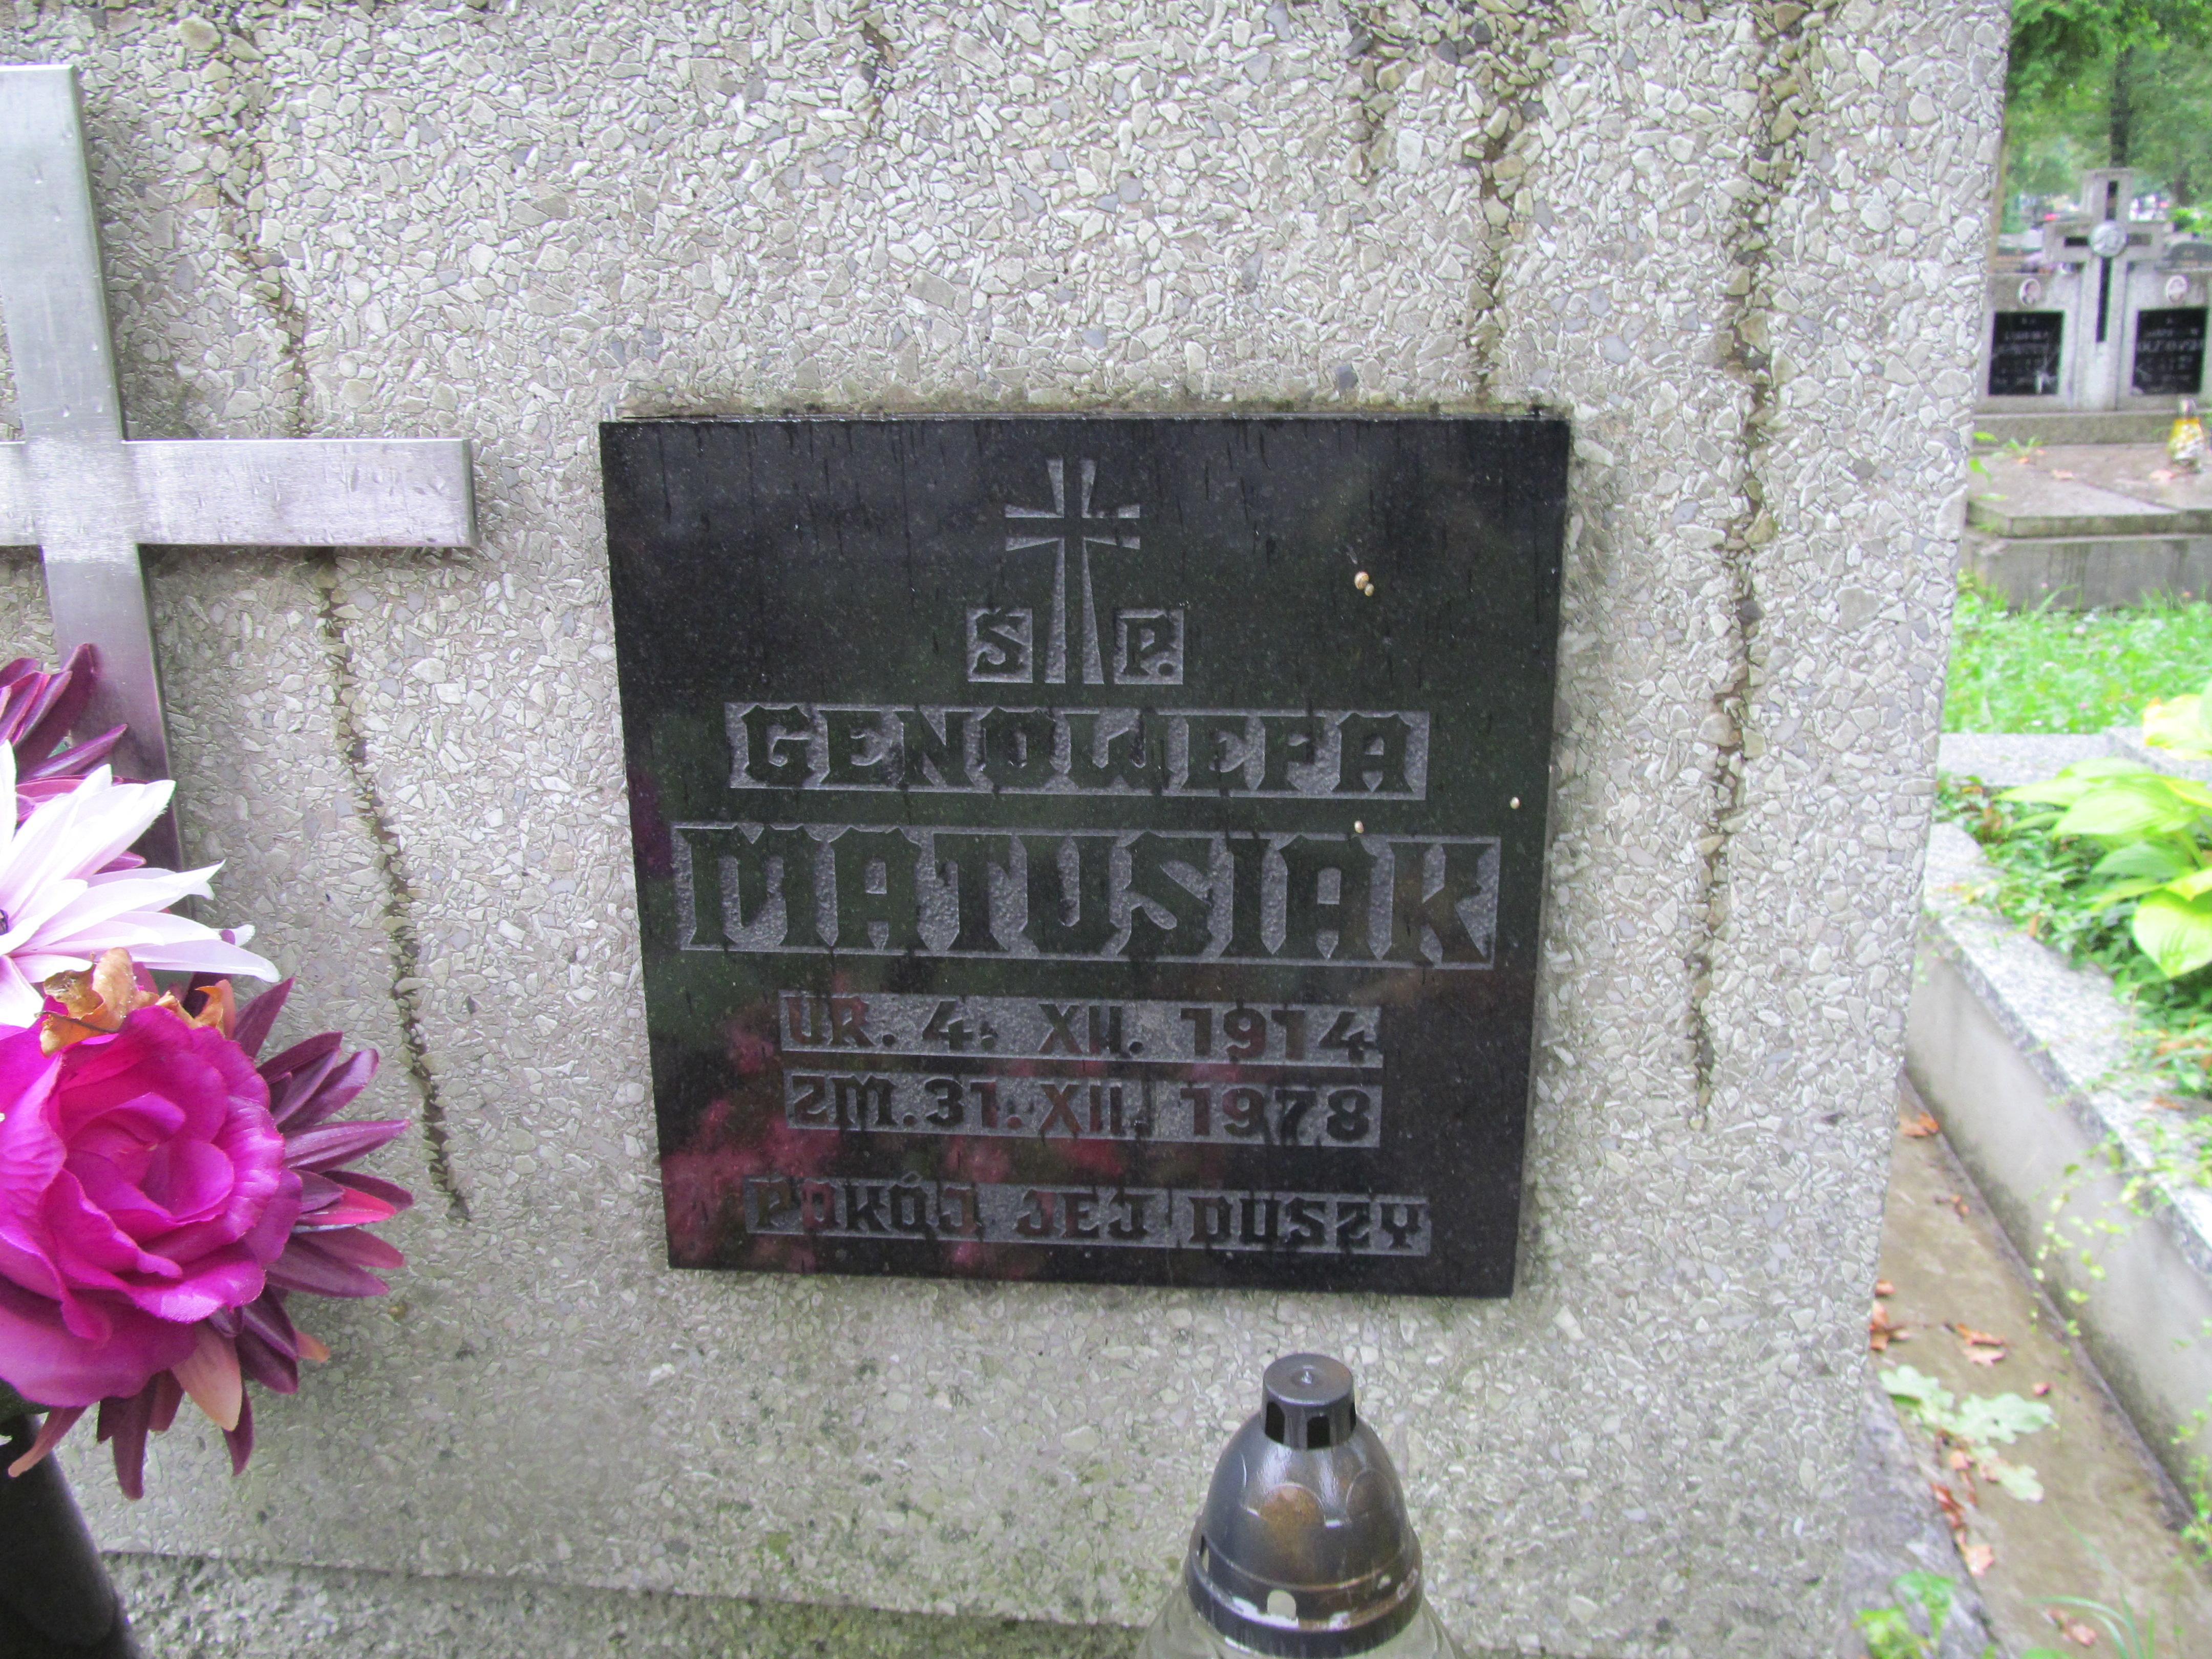 Ś. P.
GENOWEFA
MATUSIAK
UR. 4. XII. 1914
ZM. 31. XII. 1978
POKÓJ JEJ DUSZY